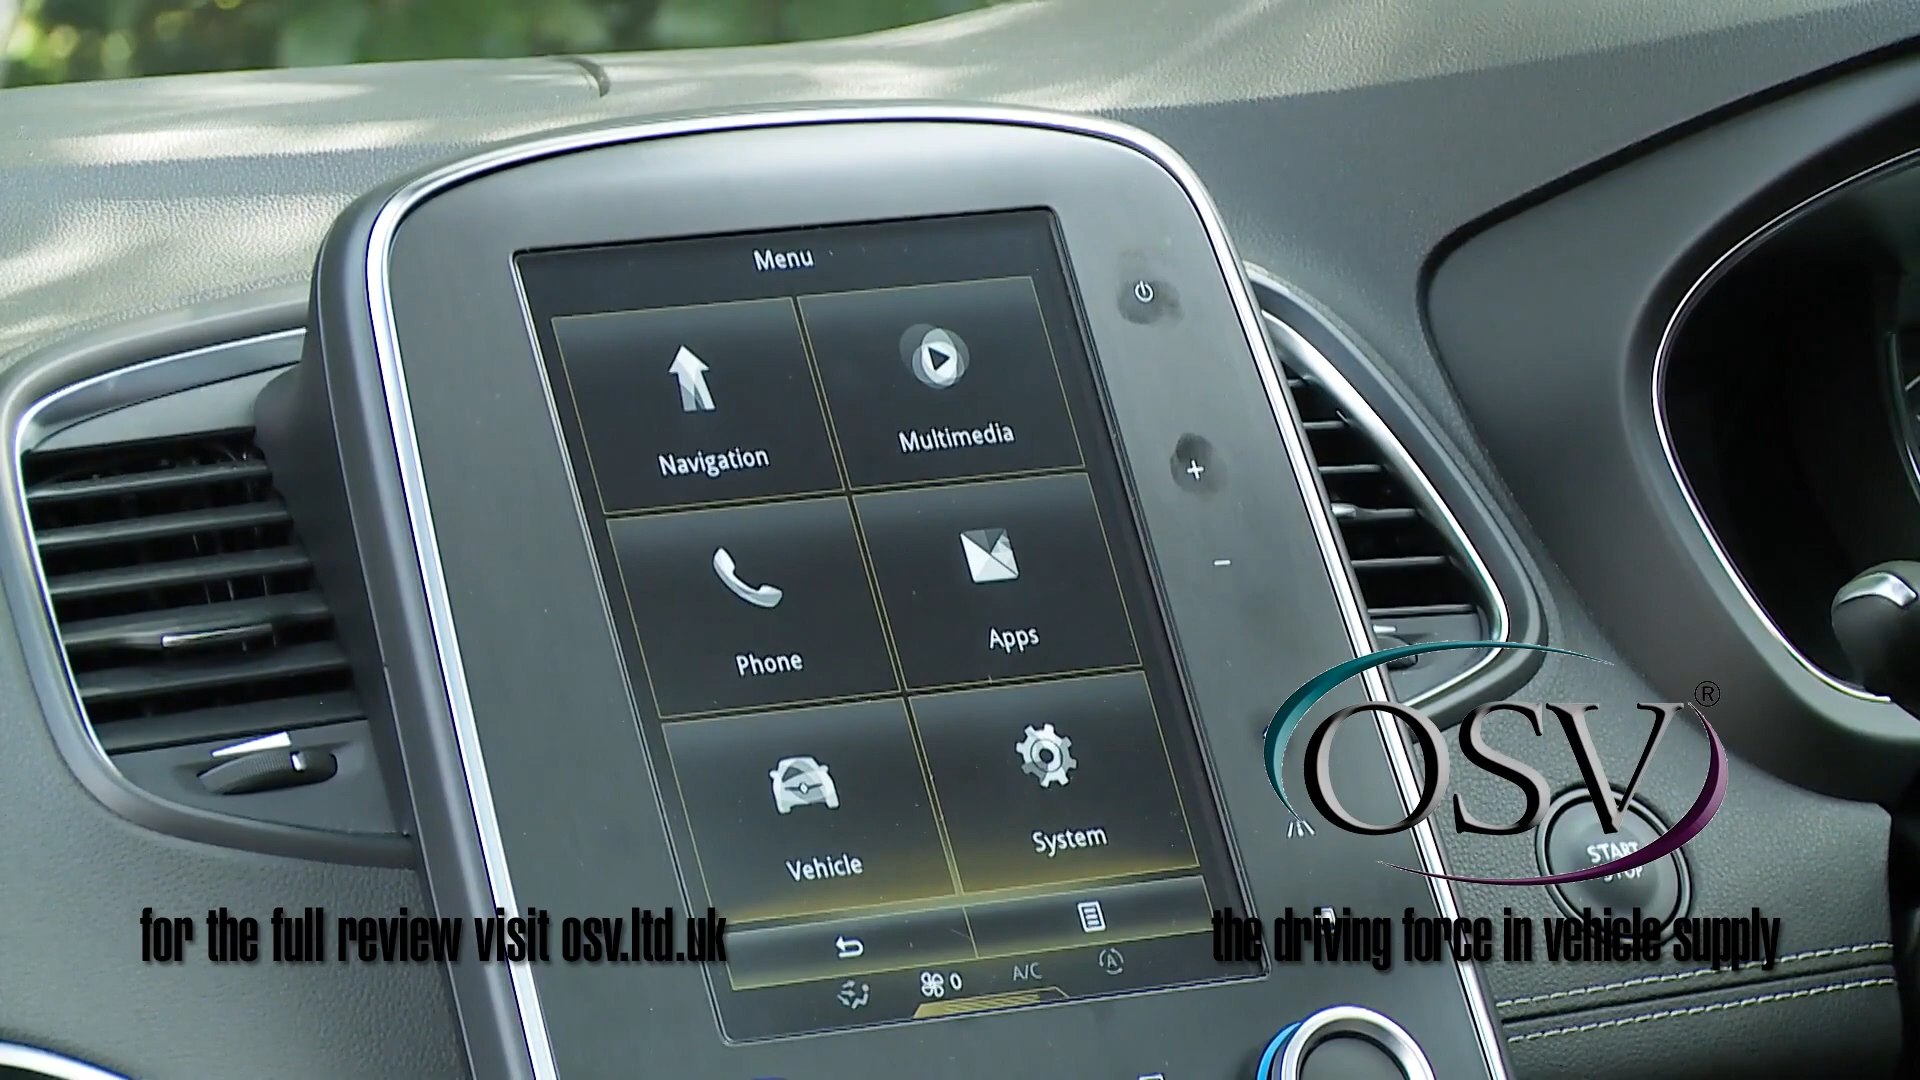 Menu
Navigation
Multimedia
Phone
Apps
Vehicle
System
0
A/C
A
+
-
START
STOP
OSV®
for the full review visit osv.ltd.uk
the driving force in vehicle supply